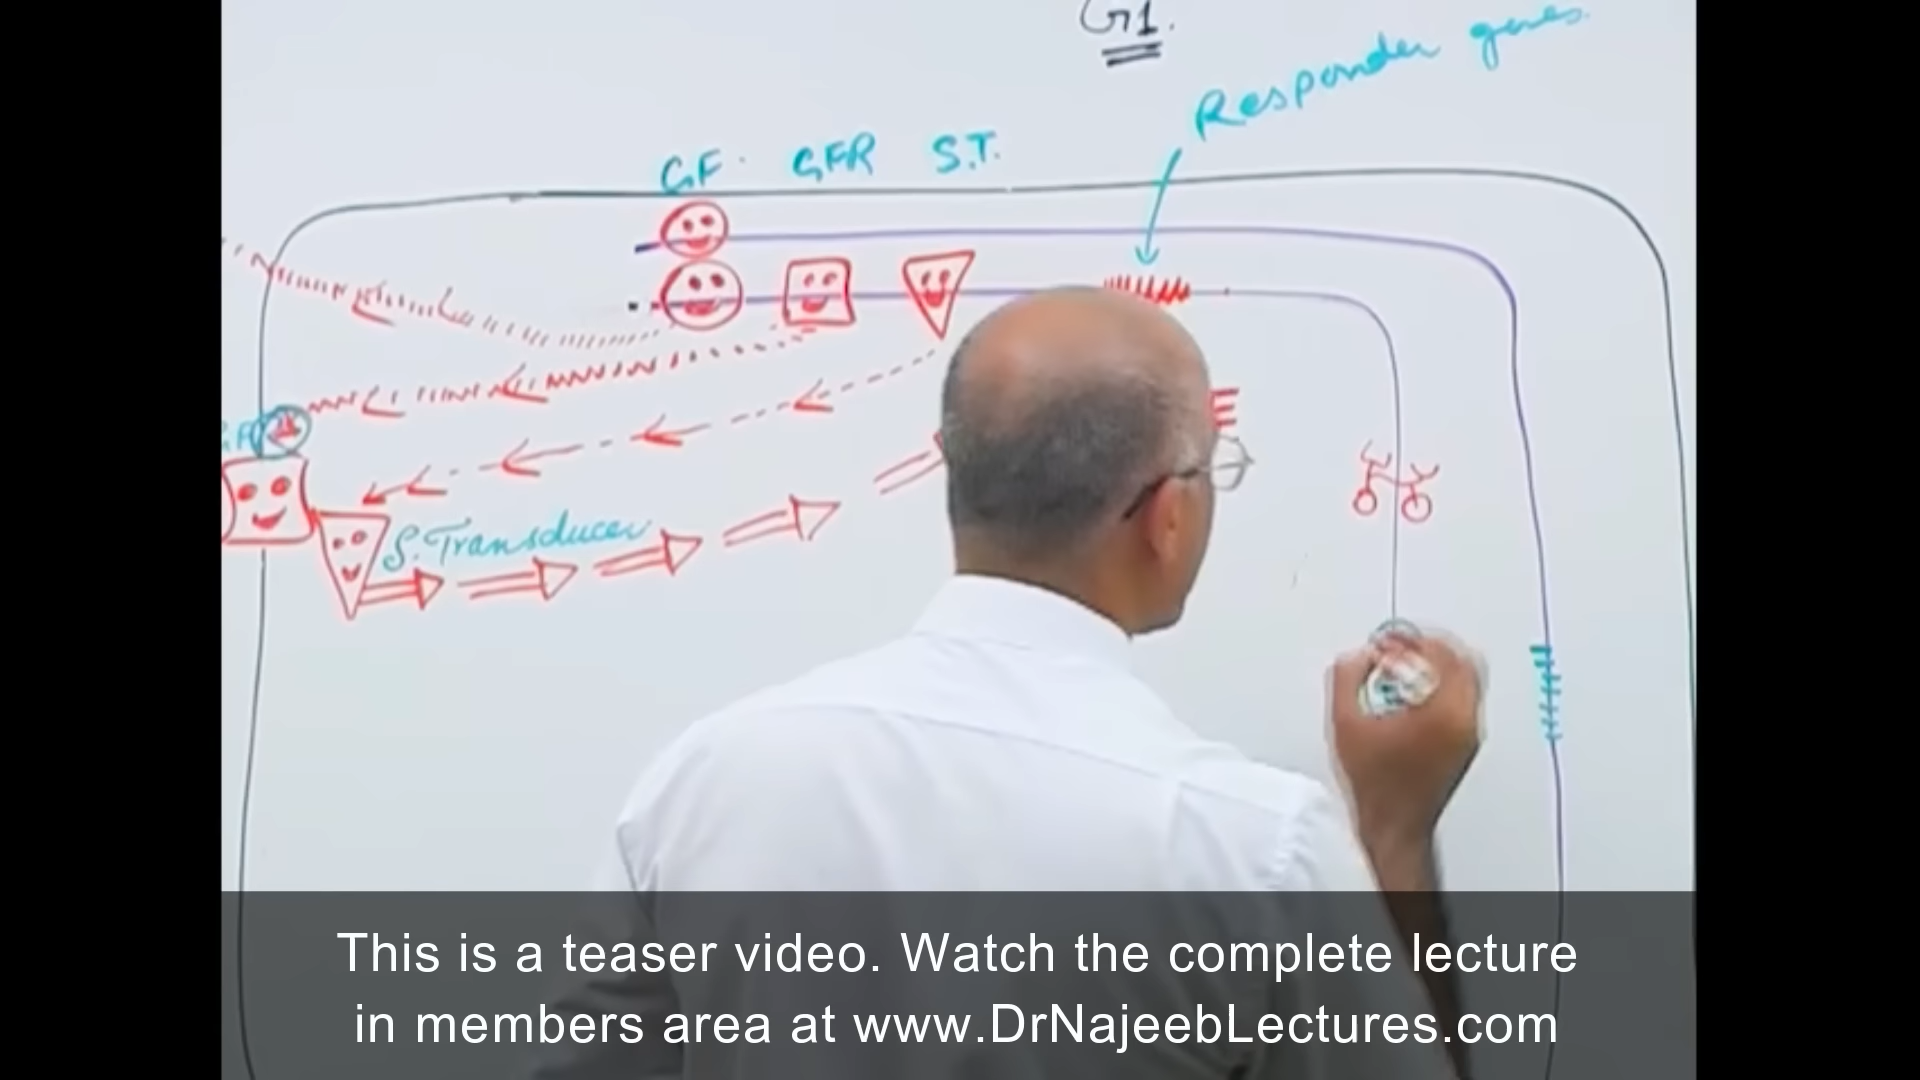 G1.
Responder genes
GF. GFR S.T.
E
GF
S. Transducer
This is a teaser video. Watch the complete lecture
in members area at www.DrNajeebLectures.com